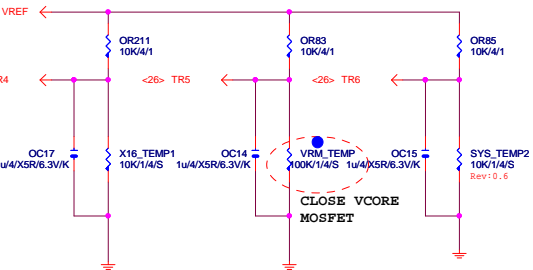 VREF
OR211
10K/4/1
OR83
10K/4/1
OR85
10K/4/1
R4
<26> TR5
<26> TR6
OC17
1u/4/X5R/6.3V/K
X16_TEMP1
10K/1/4/S
OC14
1u/4/X5R/6.3V/K
VRM_TEMP
100K/1/4/S
OC15
1u/4/X5R/6.3V/K
SYS_TEMP2
10K/1/4/S
Rev:0.6
CLOSE VCORE
MOSFET